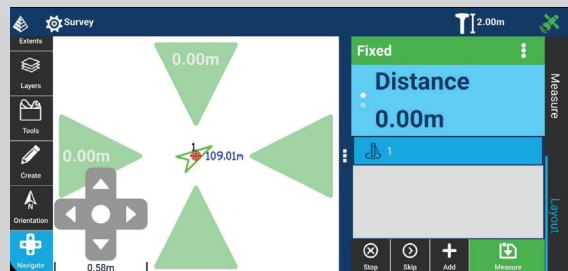 Survey
2.00m
Extents
Layers
Tools
Create
N
Orientation
Navigate
0.00m
0.00m
1
109.01m
0.58m
Fixed
Distance
0.00m
1
Stop
Skip
Add
Measure
Measure
Layout